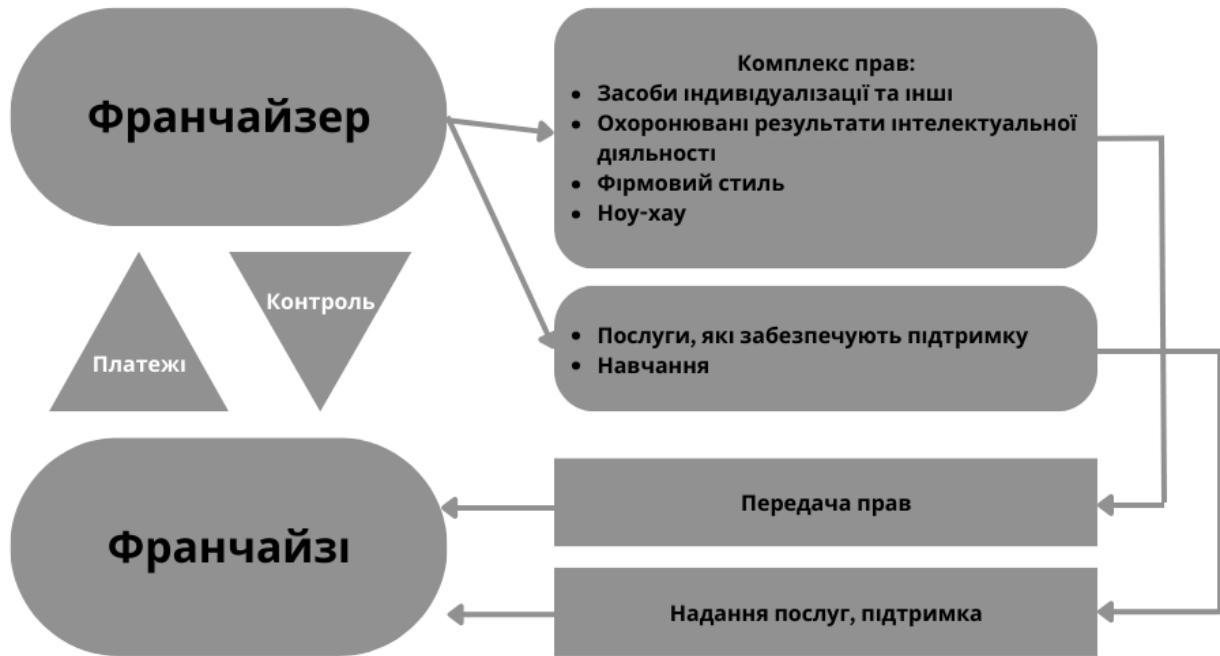 Франчайзер
Комплекс прав:
• Засоби індивідуалізації та інші
• Охоронювані результати інтелектуальної
діяльності
• Фірмовий стиль
• Ноу-хау
Контроль
Платежі
• Послуги, які забезпечують підтримку
• Навчання
Франчайзі
Передача прав
Надання послуг, підтримка